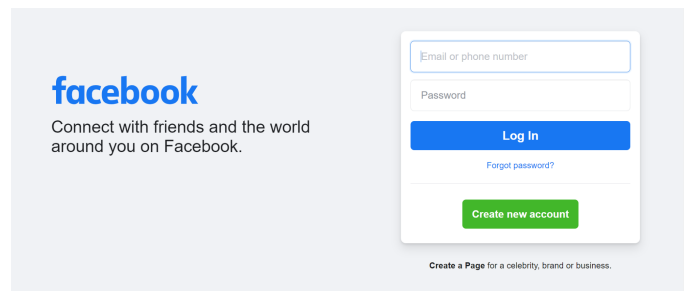 facebook
Connect with friends and the world
around you on Facebook.
Email or phone number
Password
Log In
Forgot password?
Create new account
Create a Page for a celebrity, brand or business.